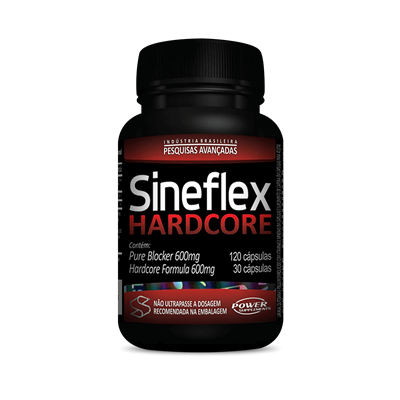 INDÚSTRIA BRASILEIRA
PESQUISAS AVANÇADAS
Sineflex
HARDCORE
Contém:
Pure Blocker 600mg 120 cápsulas
Hardcore Formula 600mg 30 cápsulas
NÃO ULTRAPASSE A DOSAGEM
RECOMENDADA NA EMBALAGEM
POWER
SUPPLEMENTS